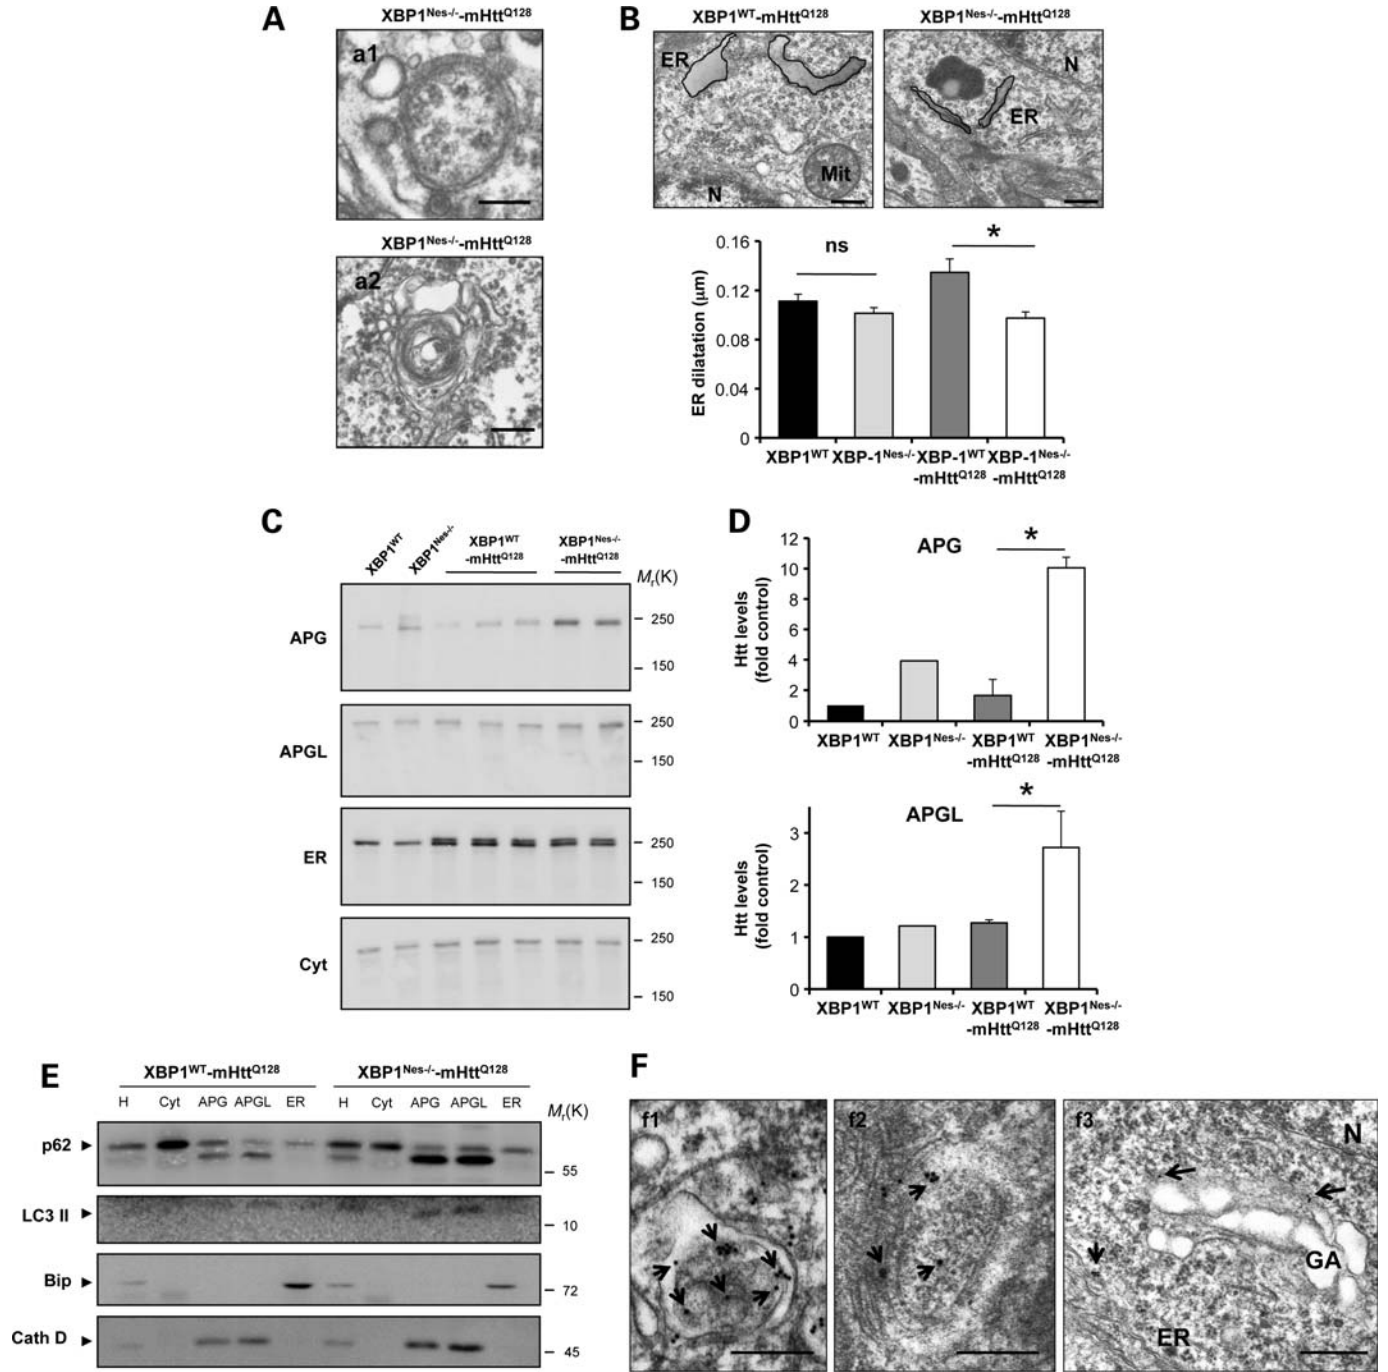 A
XBP1Nes-/--mHttQ128
a1
XBP1Nes-/--mHttQ128
a2
B
XBP1WT-mHttQ128
XBP1Nes-/--mHttQ128
ER
Mit
N
N
ER
0.16
0.12
0.08
0.04
0
ER dilatation (µm)
ns
*
XBP1WT XBP-1Nes-/- XBP-1WT XBP-1Nes-/-
-mHttQ128 -mHttQ128
C
XBP1WT
XBP1Nes-/-
XBP1WT
-mHttQ128
XBP1Nes-/-
-mHttQ128
Mr(K)
APG
250
150
APGL
250
150
ER
250
150
Cyt
250
150
D
APG
*
12
10
8
6
4
2
0
Htt levels
(fold control)
XBP1WT XBP1Nes-/- XBP1WT XBP1Nes-/-
-mHttQ128 -mHttQ128
APGL
*
3
2
1
0
Htt levels
(fold control)
XBP1WT XBP1Nes-/- XBP1WT XBP1Nes-/-
-mHttQ128 -mHttQ128
E
XBP1WT-mHttQ128 XBP1Nes-/--mHttQ128
H Cyt APG APGL ER H Cyt APG APGL ER
Mr(K)
p62
55
LC3 II
10
Bip
72
Cath D
45
F
f1
f2
f3
N
GA
ER